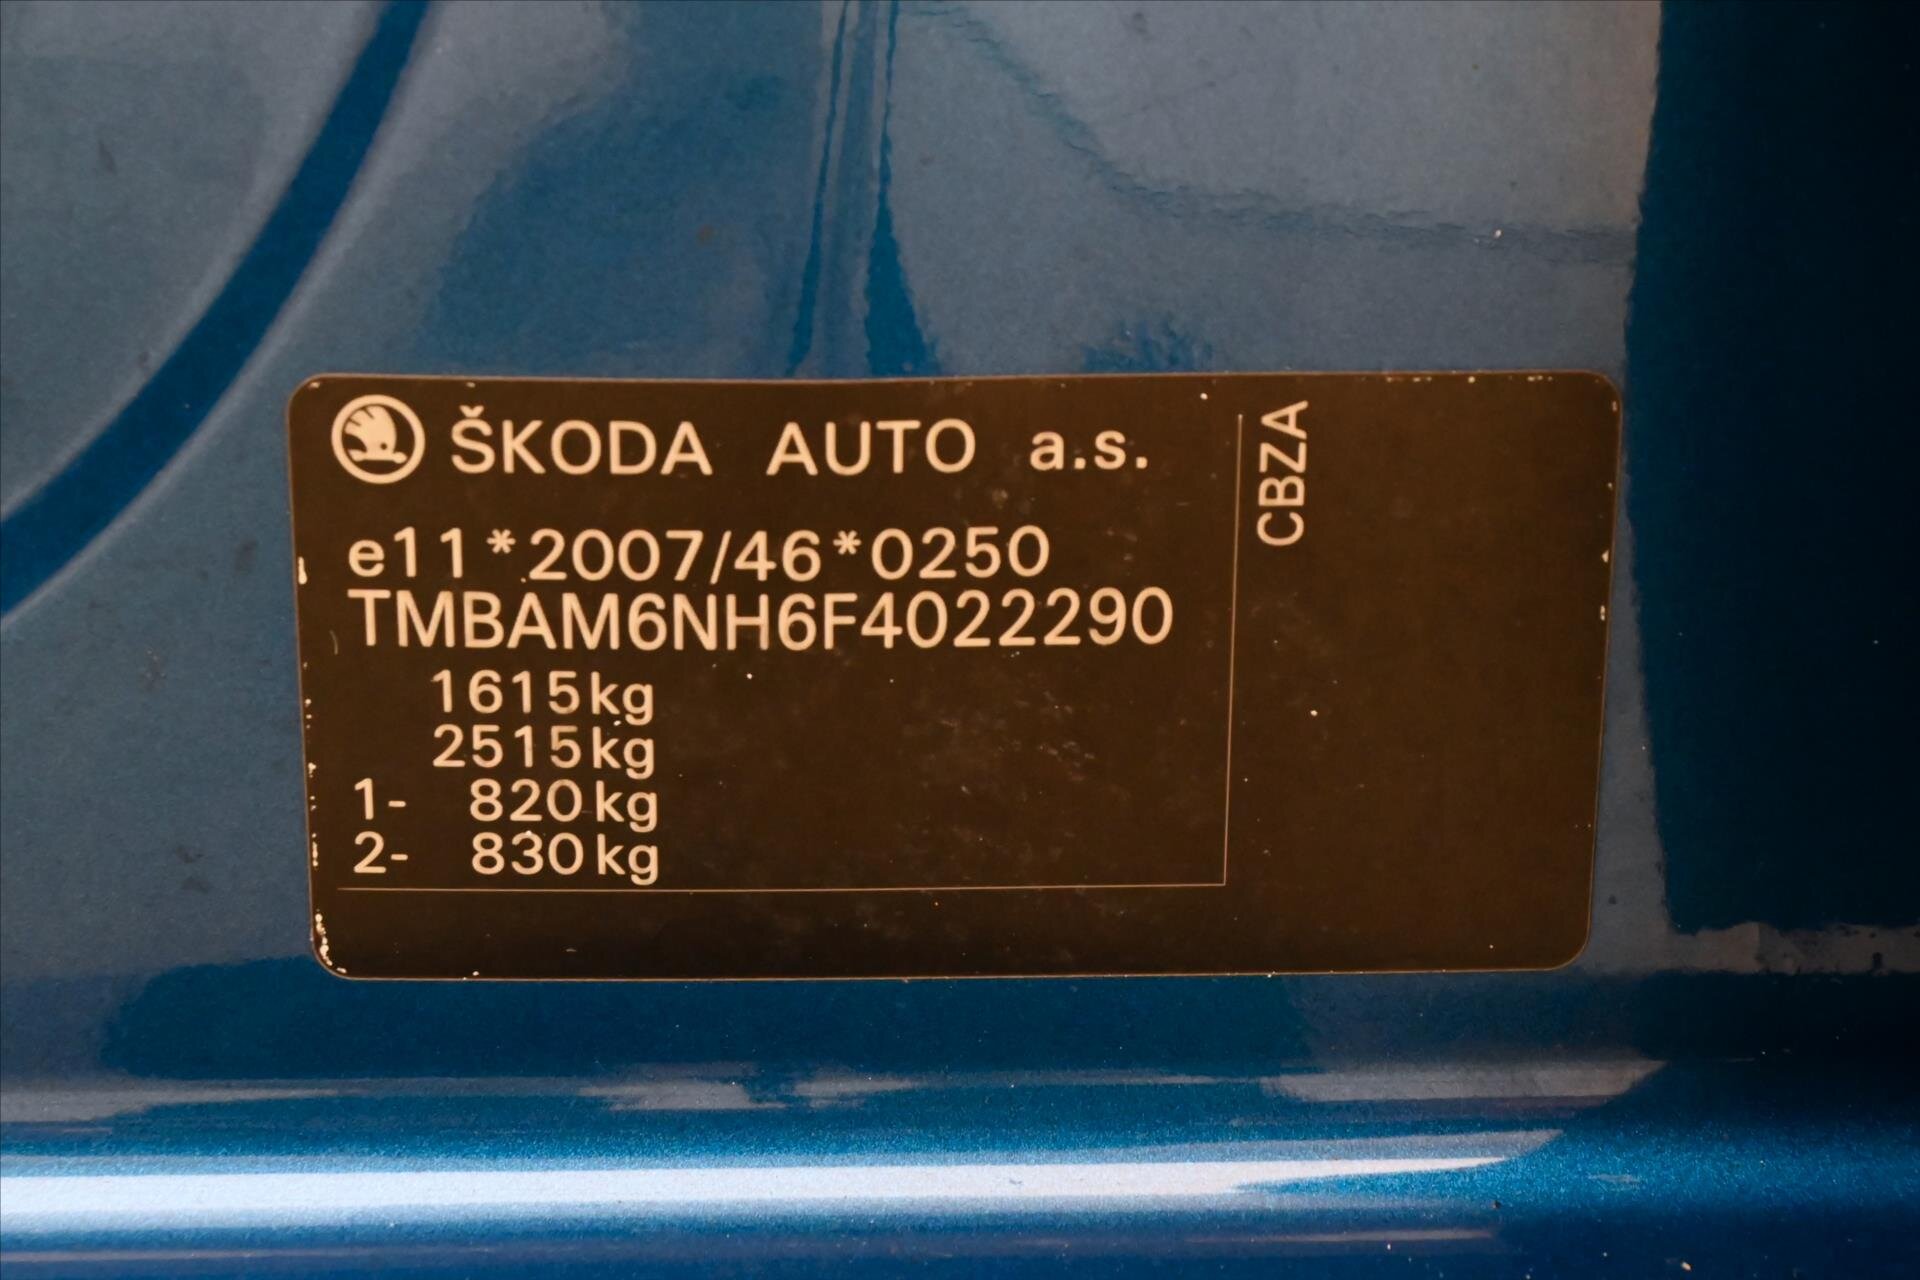 ŠKODA AUTO a.s.
e11*2007/46*0250
TMBAM6NH6F4022290
1615kg
2515kg
1- 820kg
2- 830kg
CBZA